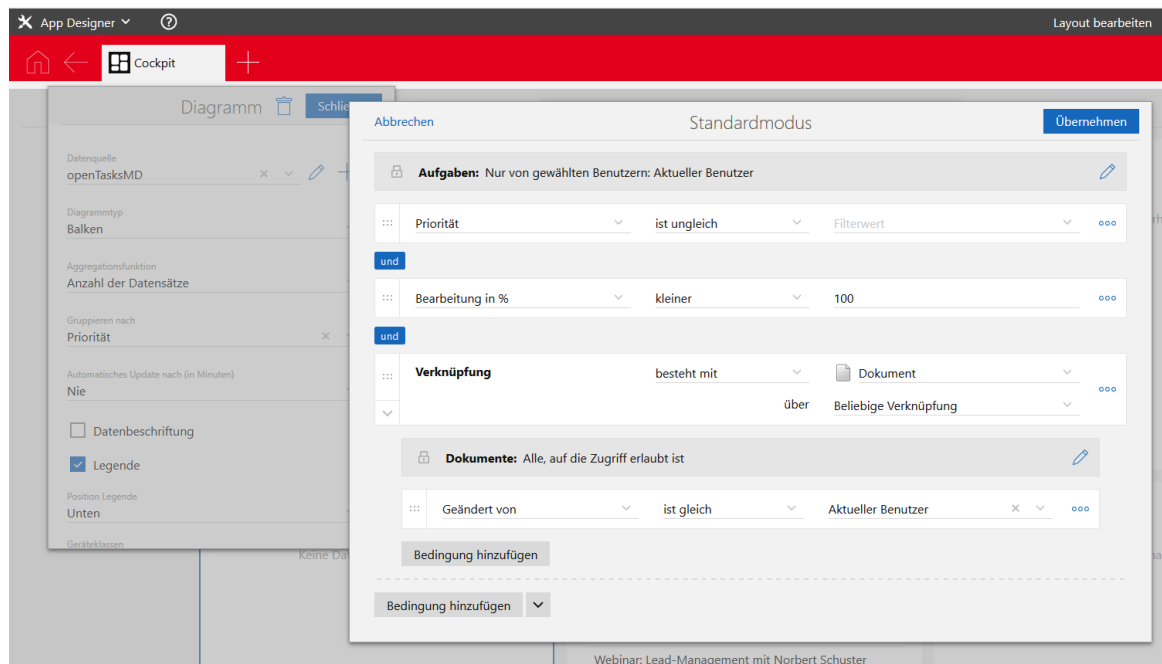 App Designer
Layout bearbeiten
Cockpit
Diagramm
Datenquelle
openTasksMD
Diagrammtyp
Balken
Aggregationsfunktion
Anzahl der Datensätze
Gruppieren nach
Priorität
Automatisches Update nach (in Minuten)
Nie
Datenbeschriftung
Legende
Position Legende
Unten
Geräteklassen
Abbrechen
Standardmodus
Übernehmen
Aufgaben: Nur von gewählten Benutzern: Aktueller Benutzer
Priorität ist ungleich Filterwert
und
Bearbeitung in % kleiner 100
und
Verknüpfung besteht mit Dokument
über Beliebige Verknüpfung
Dokumente: Alle, auf die Zugriff erlaubt ist
Geändert von ist gleich Aktueller Benutzer
Bedingung hinzufügen
Bedingung hinzufügen
Keine
Webinar: Lead-Management mit Norbert Schuster